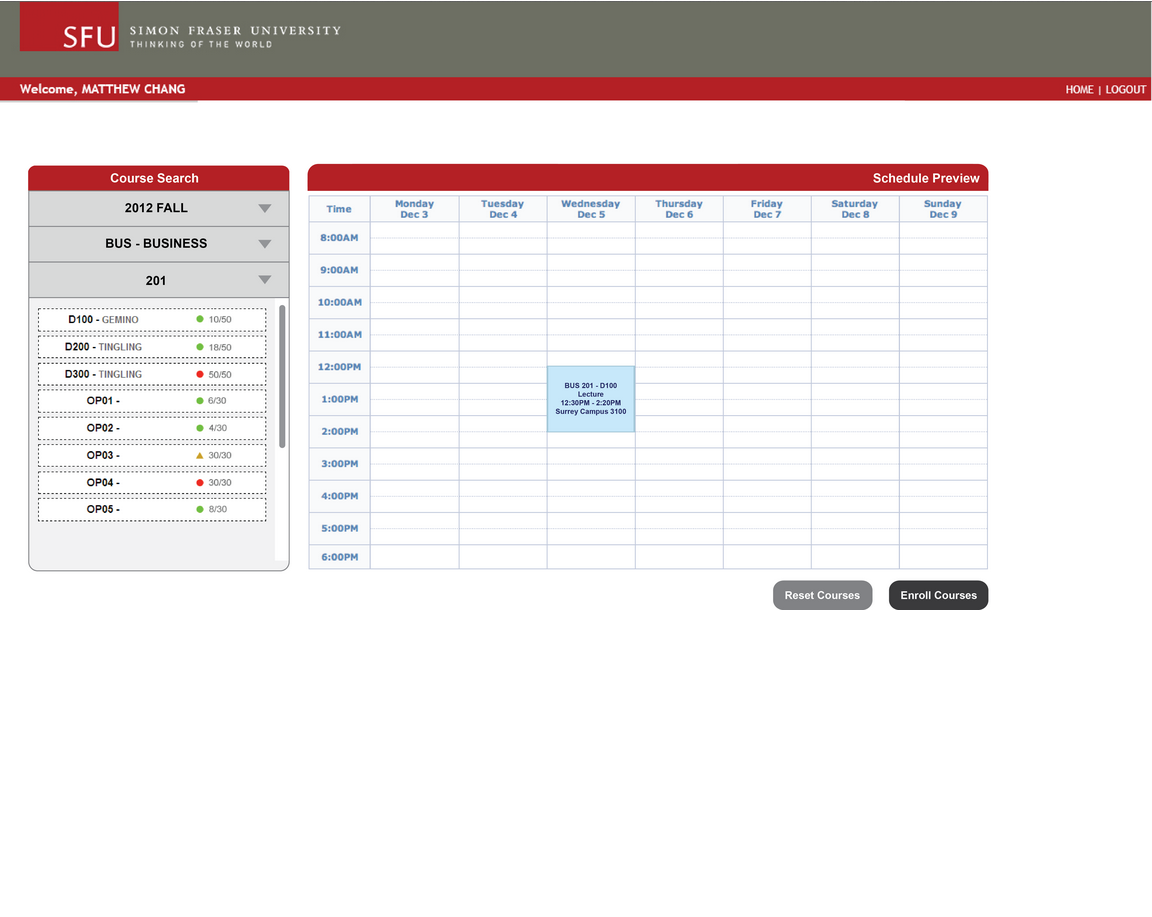 SFU SIMON FRASER UNIVERSITY
THINKING OF THE WORLD
Welcome, MATTHEW CHANG
HOME | LOGOUT
Course Search
2012 FALL
BUS - BUSINESS
201
D100 - GEMINO 10/50
D200 - TINGLING 18/50
D300 - TINGLING 50/50
OP01 - 6/30
OP02 - 4/30
OP03 - 30/30
OP04 - 30/30
OP05 - 8/30
Schedule Preview
Time
Monday
Dec 3
Tuesday
Dec 4
Wednesday
Dec 5
Thursday
Dec 6
Friday
Dec 7
Saturday
Dec 8
Sunday
Dec 9
8:00AM
9:00AM
10:00AM
11:00AM
12:00PM
1:00PM
2:00PM
3:00PM
4:00PM
5:00PM
6:00PM
BUS 201 - D100
Lecture
12:30PM - 2:20PM
Surrey Campus 3100
Reset Courses
Enroll Courses